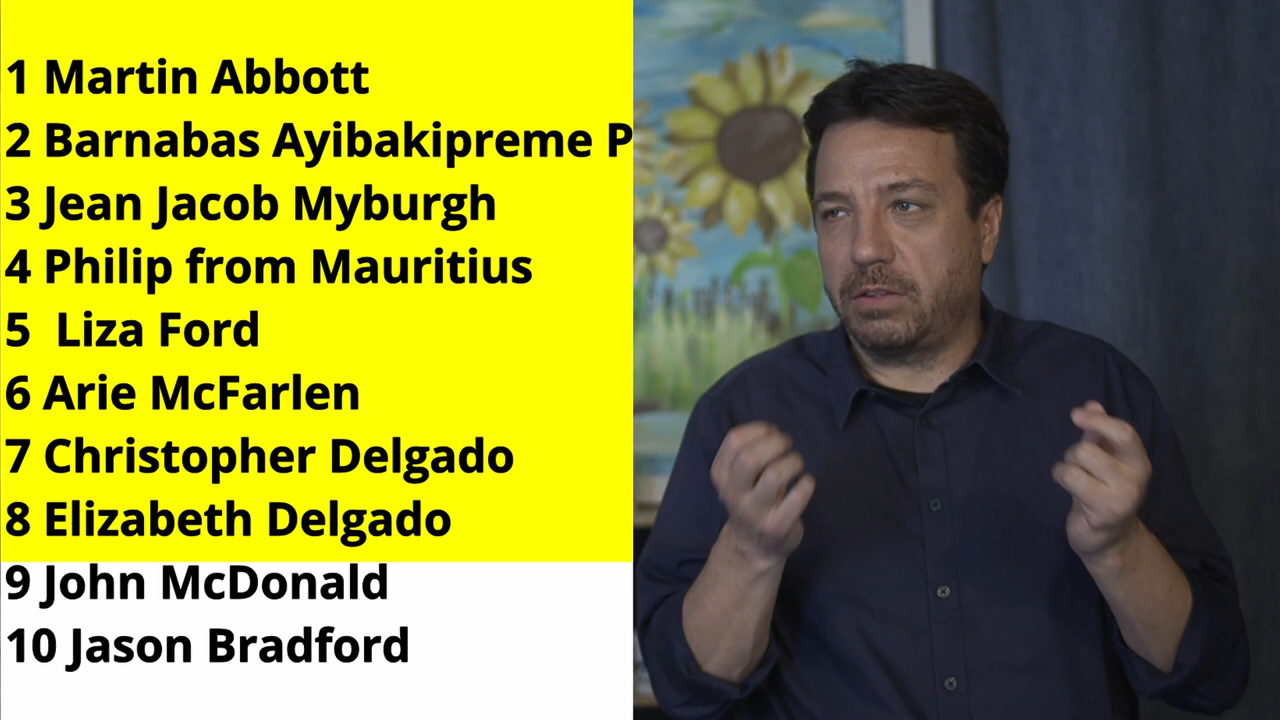 1 Martin Abbott
2 Barnabas Ayibakipreme P
3 Jean Jacob Myburgh
4 Philip from Mauritius
5 Liza Ford
6 Arie McFarlen
7 Christopher Delgado
8 Elizabeth Delgado
9 John McDonald
10 Jason Bradford